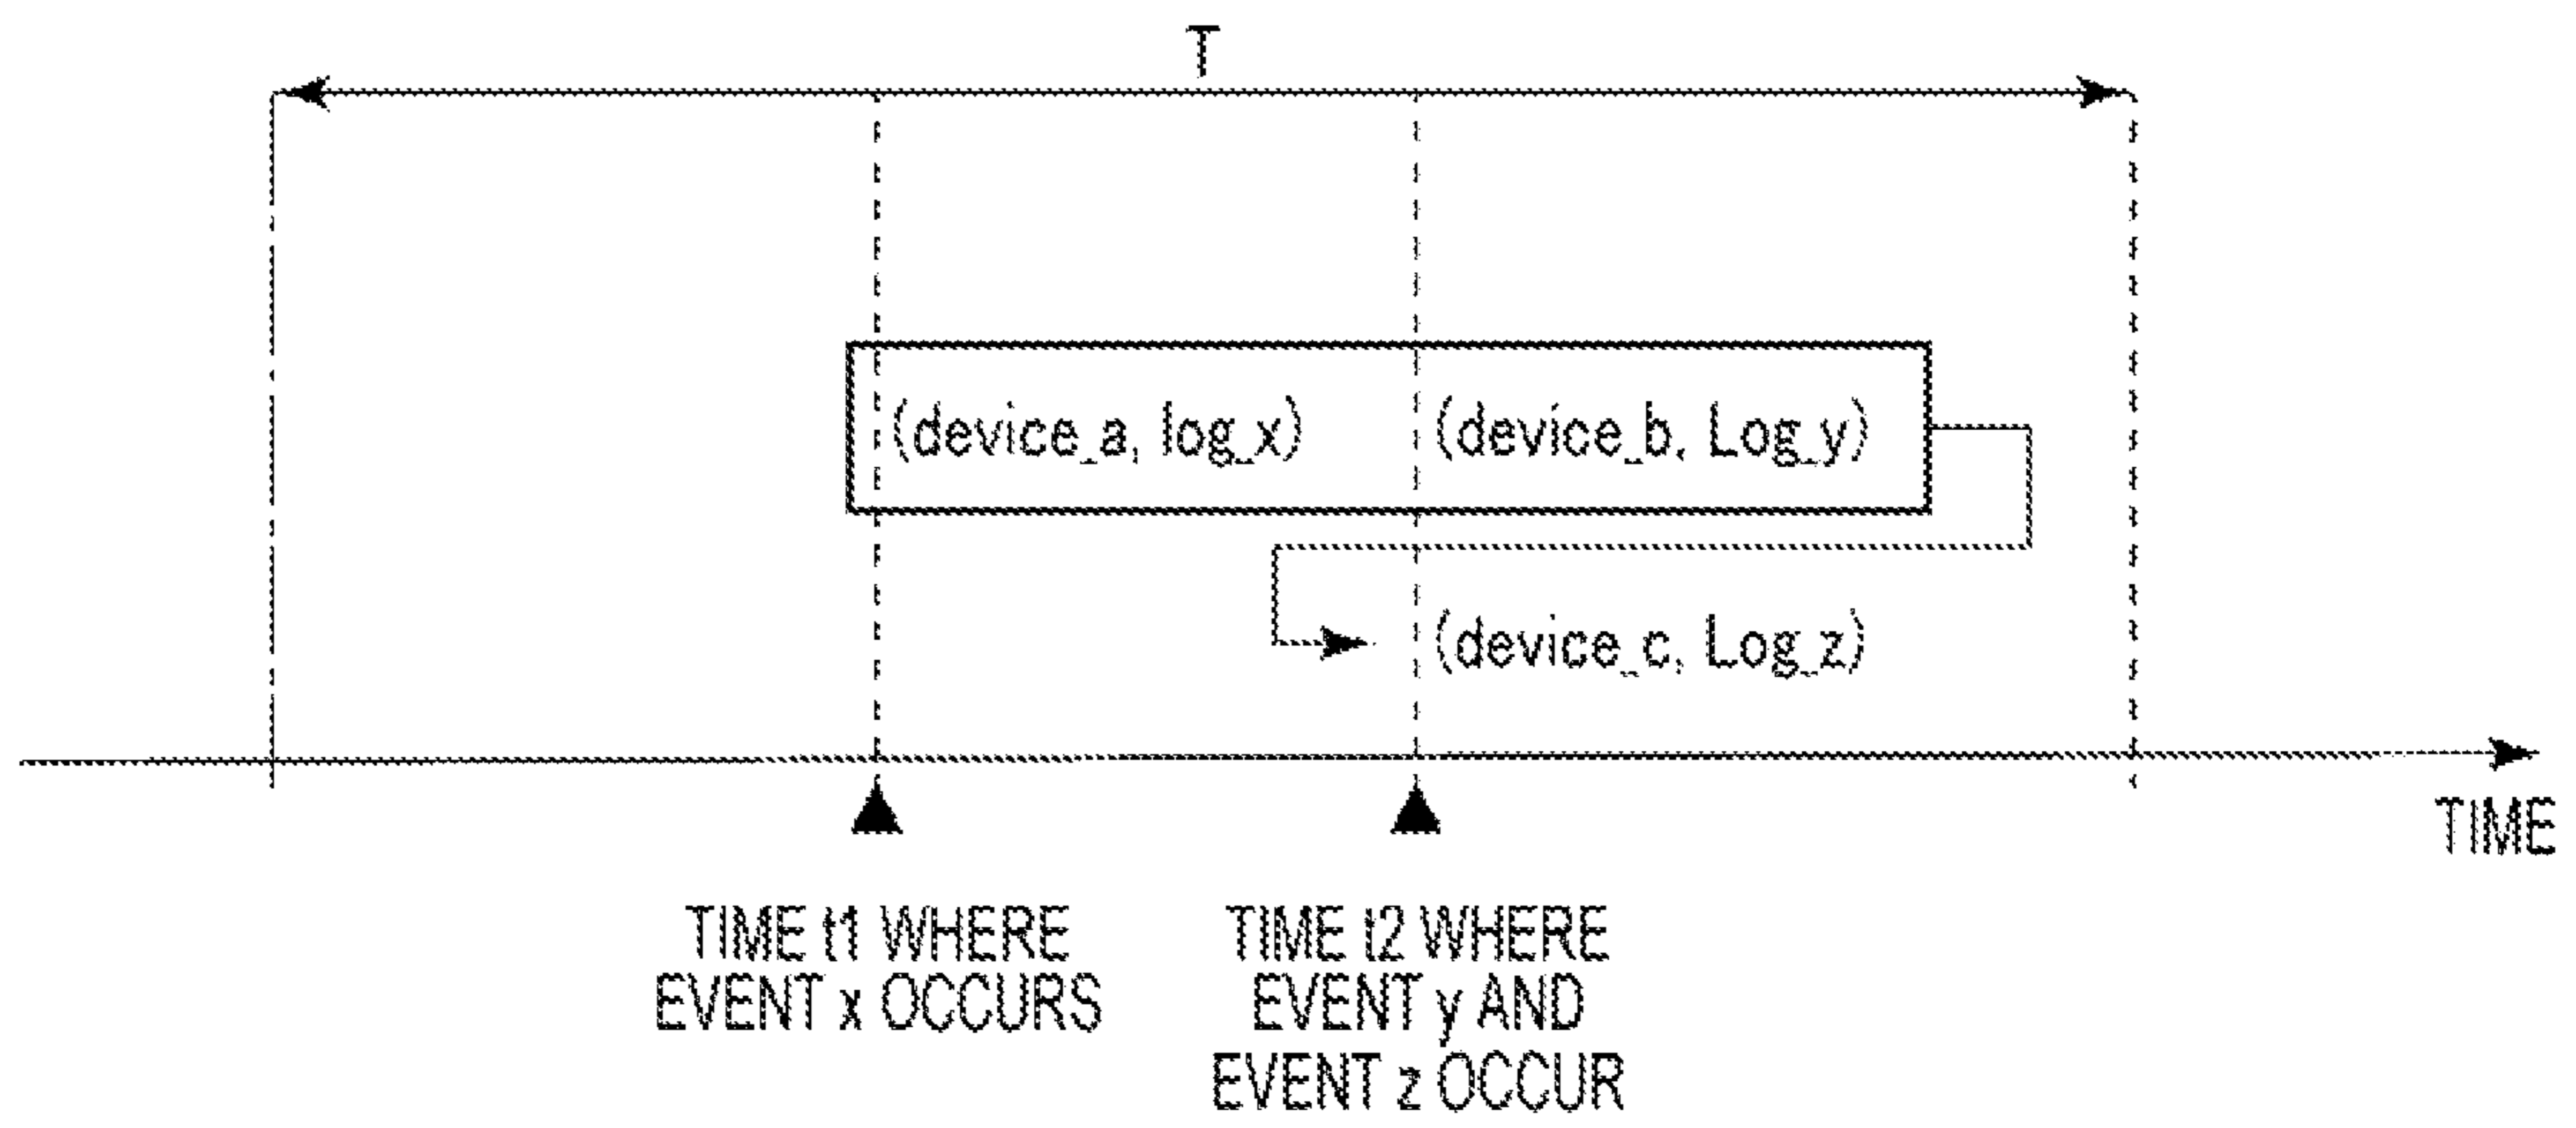 T
(device_a, log_x) (device_b, Log_y)
(device_c, Log_z)
TIME
TIME t1 WHERE
EVENT x OCCURS
TIME t2 WHERE
EVENT y AND
EVENT z OCCUR